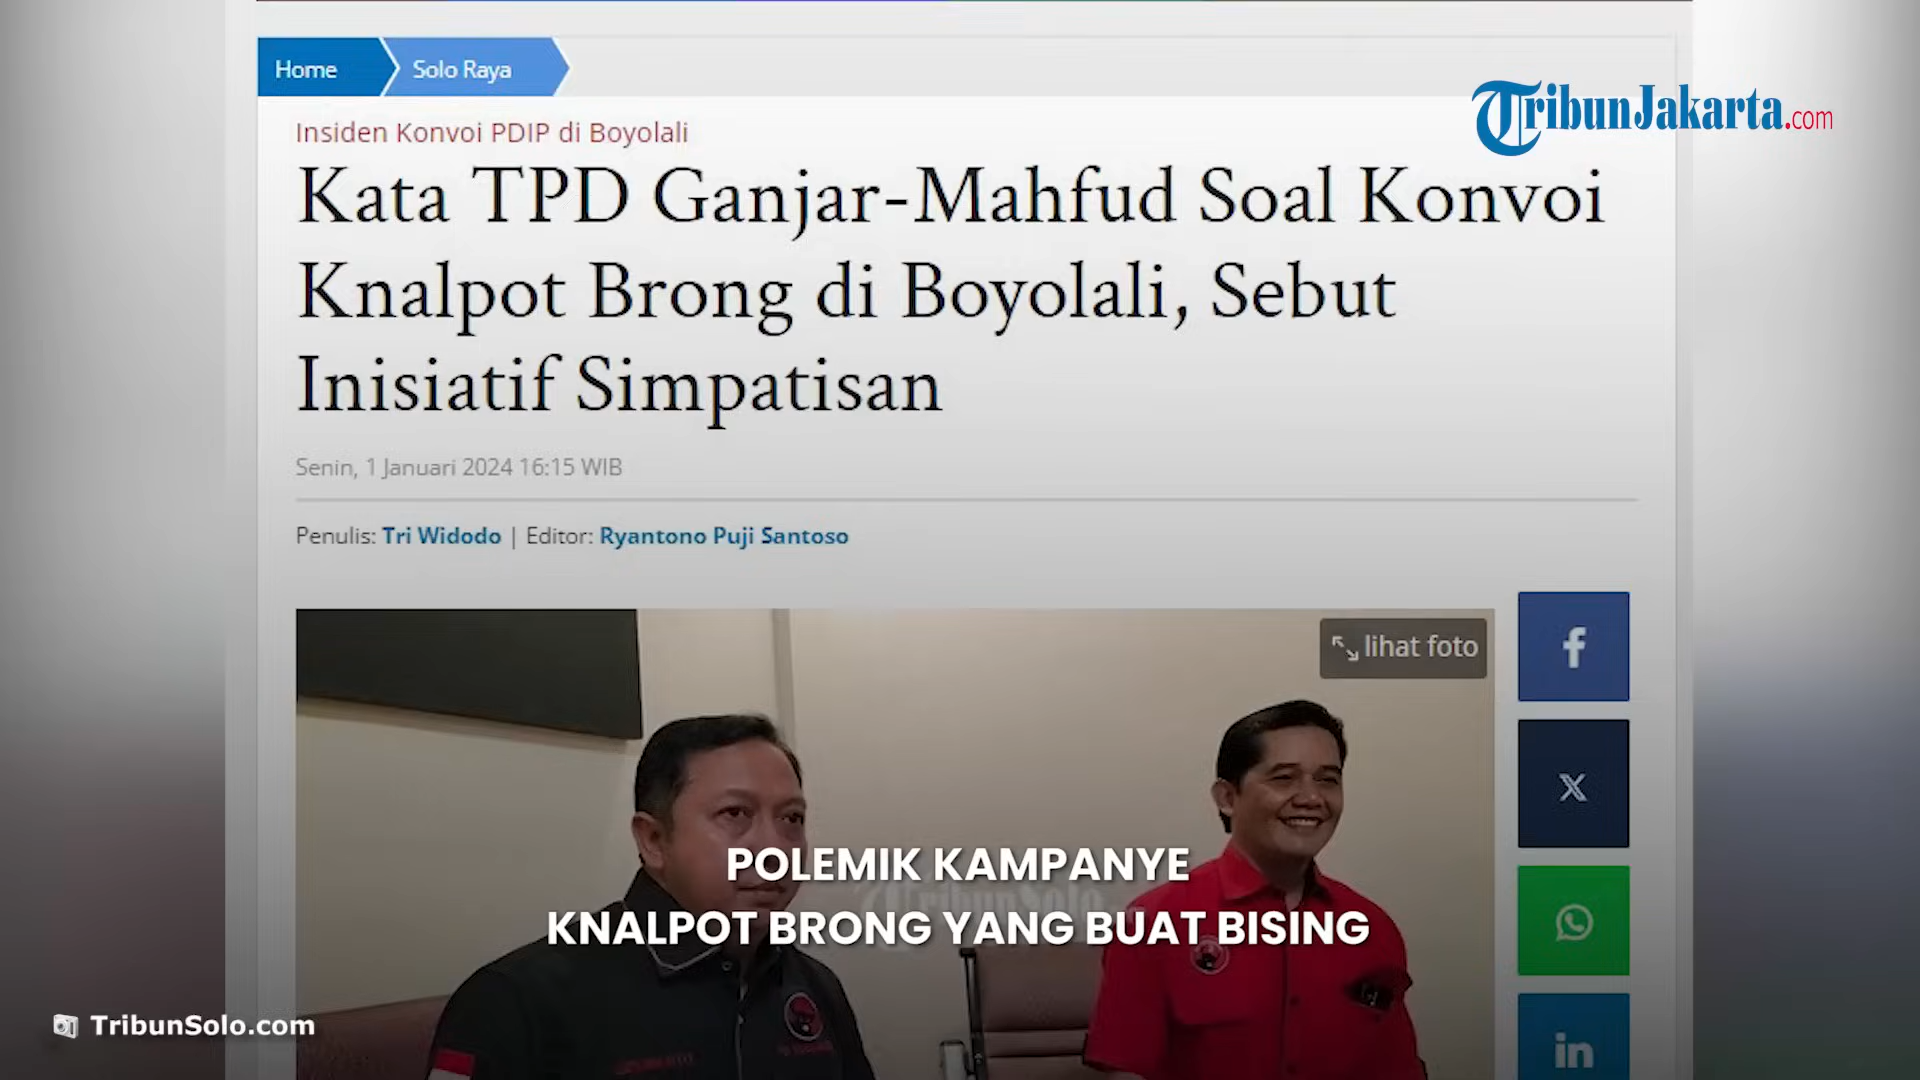 Home
Solo Raya
TribunJakarta.com
Insiden Konvoi PDIP di Boyolali
Kata TPD Ganjar-Mahfud Soal Konvoi
Knalpot Brong di Boyolali, Sebut
Inisiatif Simpatisan
Senin, 1 Januari 2024 16:15 WIB
Penulis: Tri Widodo | Editor: Ryantono Puji Santoso
lihat foto
f
X
TribunSolo
POLEMIK KAMPANYE
KNALPOT BRONG YANG BUAT BISING
TribunSolo.com
in